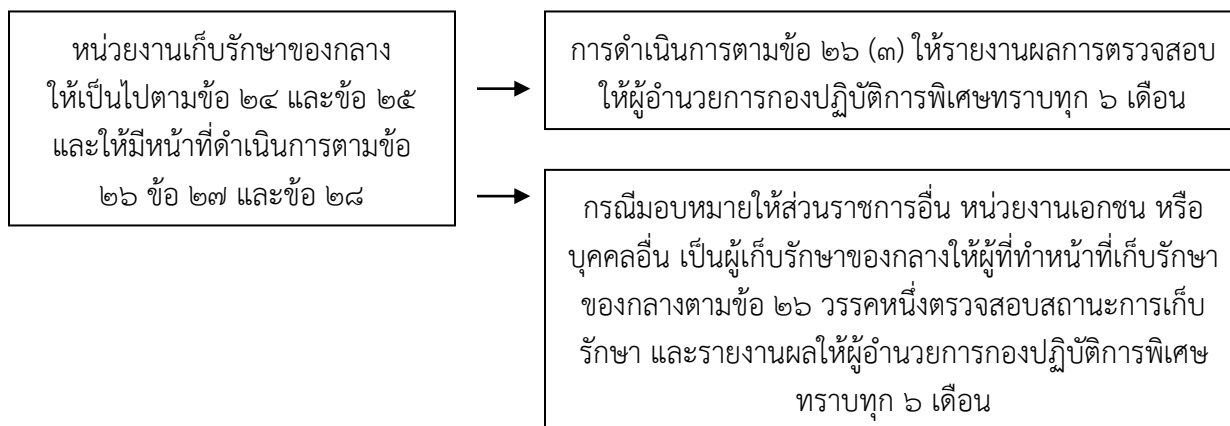 หน่วยงานเก็บรักษาของกลาง
ให้เป็นไปตามข้อ ๒๔ และข้อ ๒๕
และให้มีหน้าที่ดำเนินการตามข้อ
๒๖ ข้อ ๒๗ และข้อ ๒๘
การดำเนินการตามข้อ ๒๖ (๓) ให้รายงานผลการตรวจสอบ
ให้ผู้อำนวยการกองปฏิบัติการพิเศษทราบทุก ๖ เดือน
กรณีมอบหมายให้ส่วนราชการอื่น หน่วยงานเอกชน หรือ
บุคคลอื่น เป็นผู้เก็บรักษาของกลางให้ผู้ที่ทำหน้าที่เก็บรักษา
ของกลางตามข้อ ๒๖ วรรคหนึ่งตรวจสอบสถานะการเก็บ
รักษา และรายงานผลให้ผู้อำนวยการกองปฏิบัติการพิเศษ
ทราบทุก ๖ เดือน